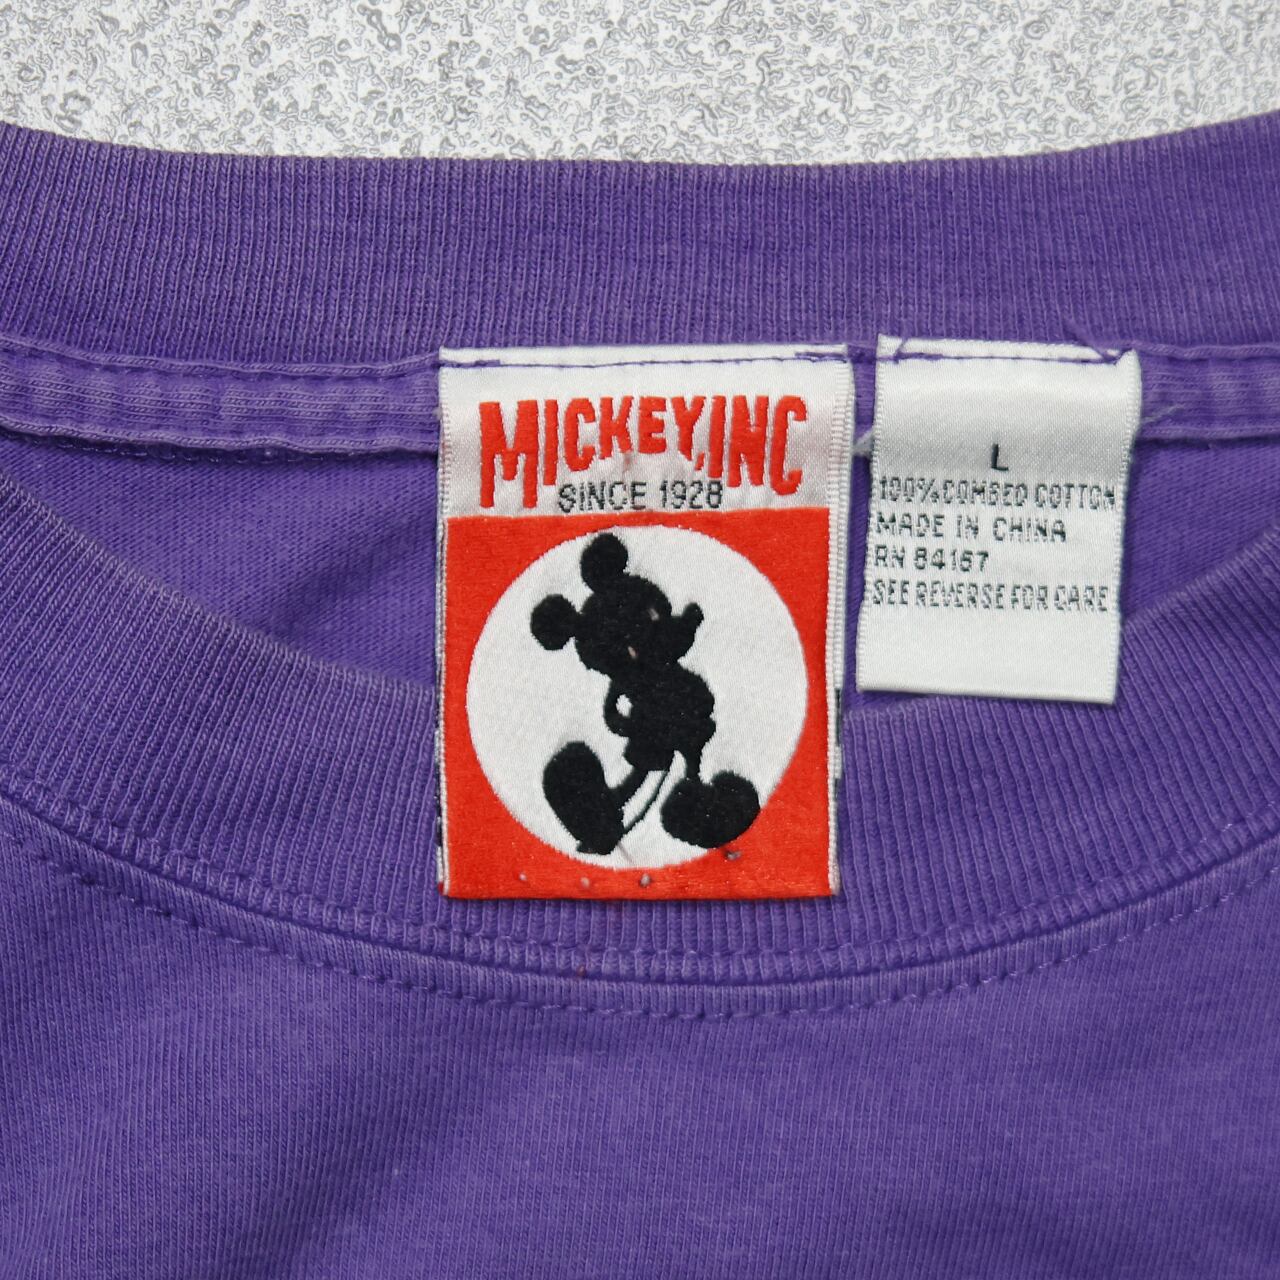 MICKEY, INC
SINCE 1928
L
100% COMBED COTTON
MADE IN CHINA
RN 84167
SEE REVERSE FOR CARE